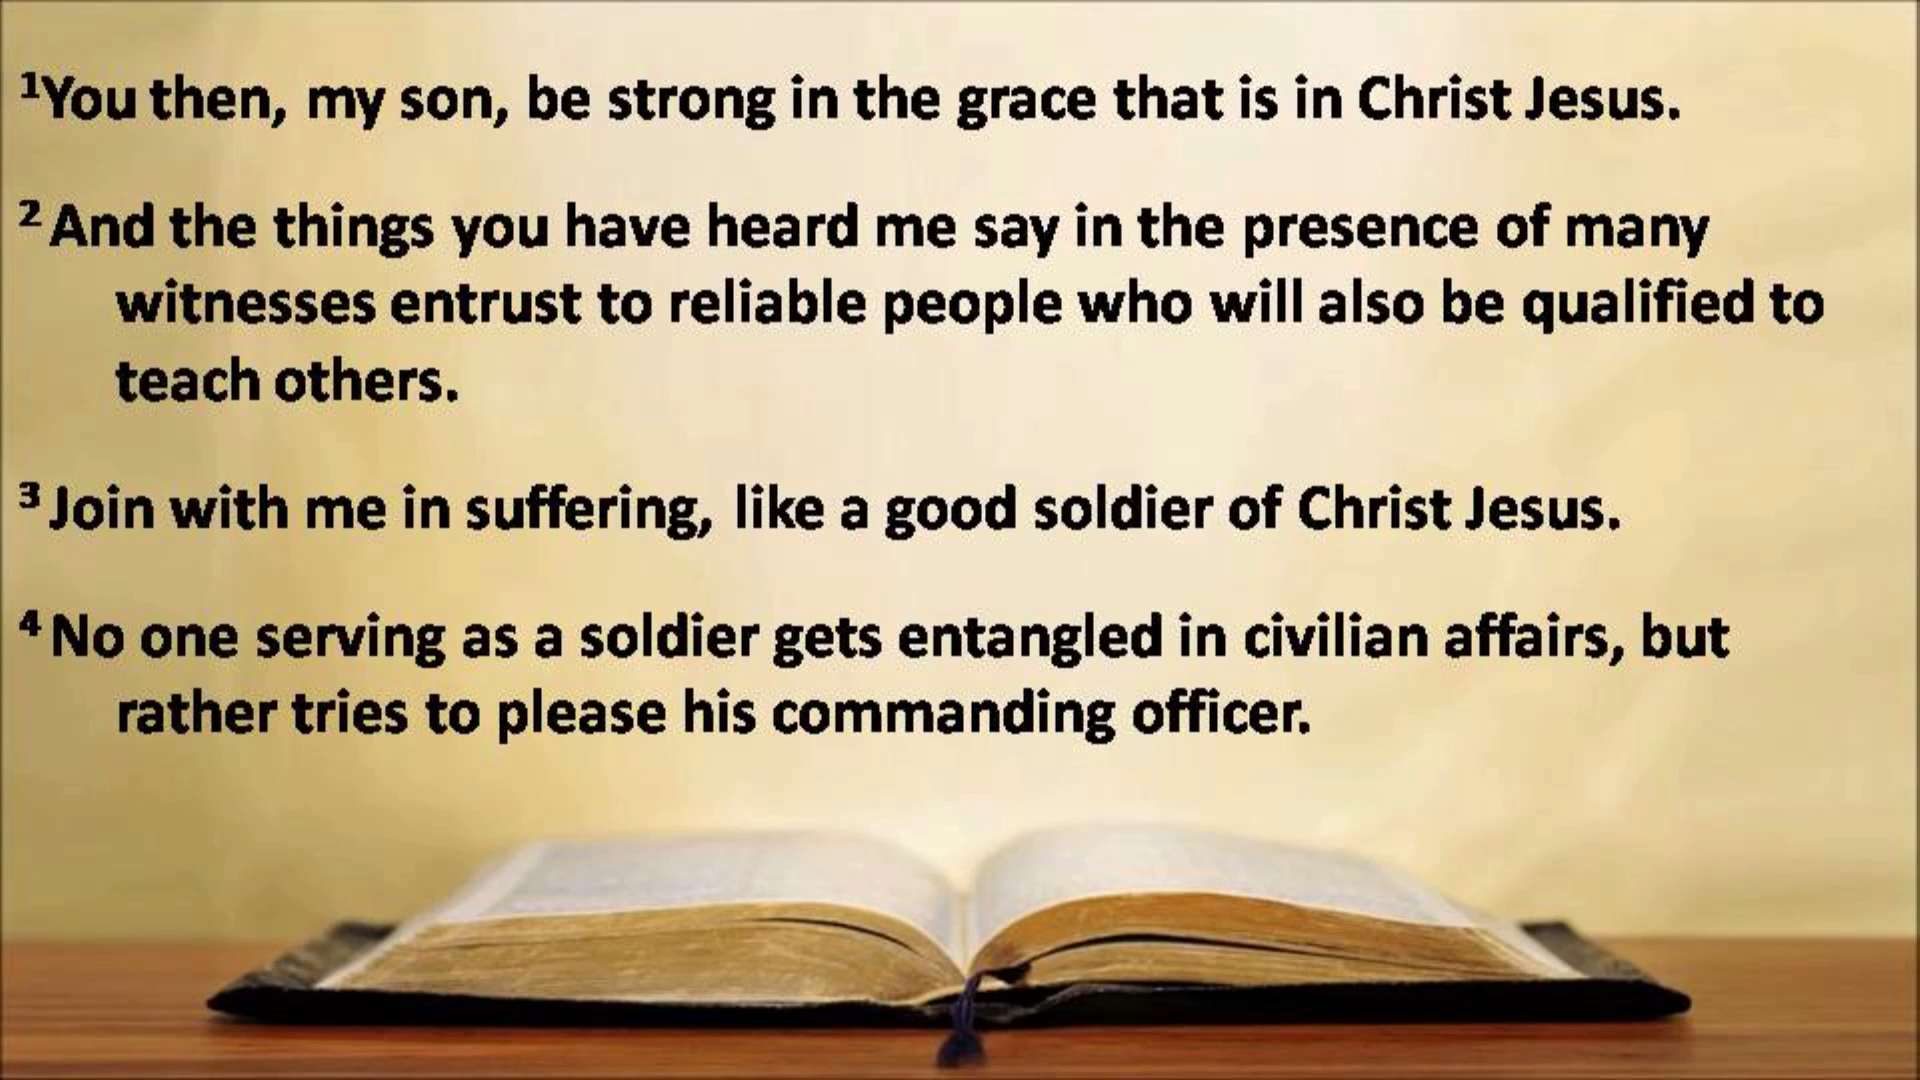 ¹You then, my son, be strong in the grace that is in Christ Jesus.
² And the things you have heard me say in the presence of many
witnesses entrust to reliable people who will also be qualified to
teach others.
³ Join with me in suffering, like a good soldier of Christ Jesus.
⁴ No one serving as a soldier gets entangled in civilian affairs, but
rather tries to please his commanding officer.